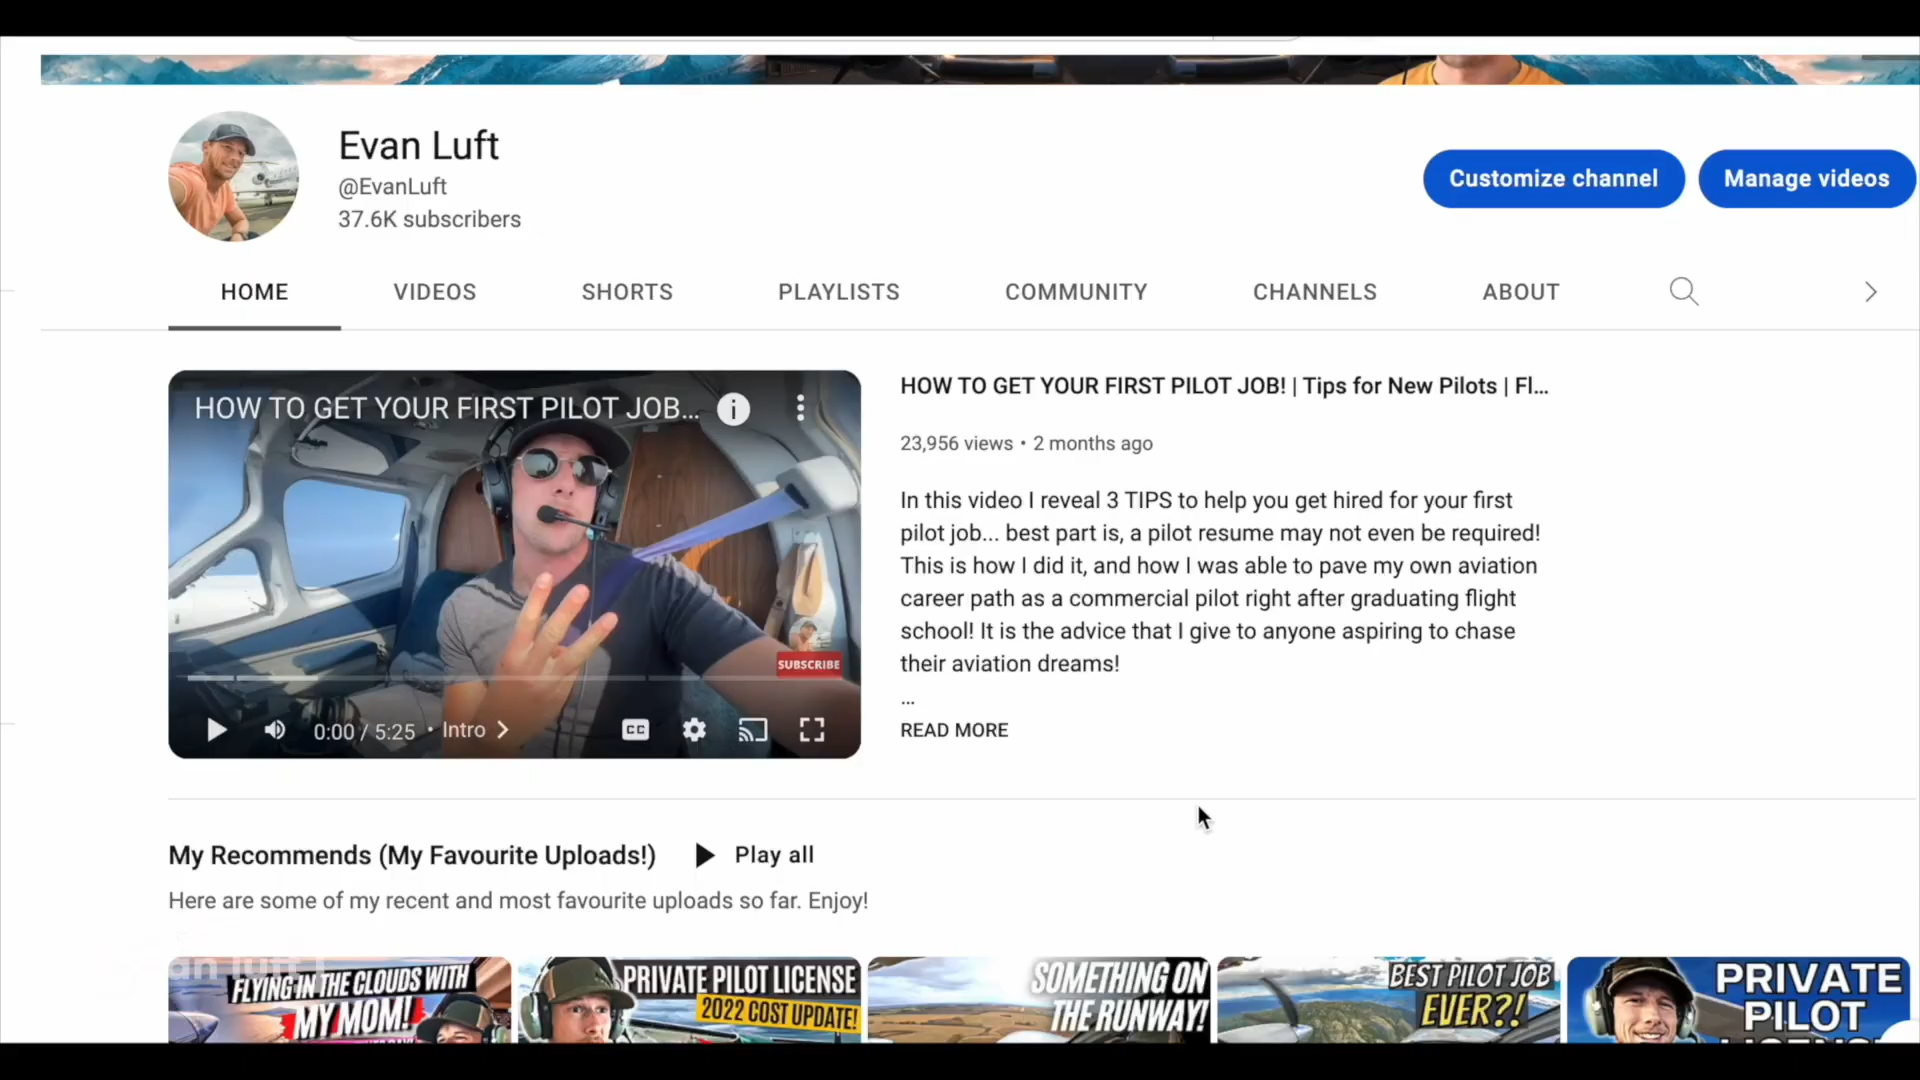 Evan Luft
@EvanLuft
37.6K subscribers
Customize channel
Manage videos
HOME
VIDEOS
SHORTS
PLAYLISTS
COMMUNITY
CHANNELS
ABOUT
HOW TO GET YOUR FIRST PILOT JOB...
SUBSCRIBE
0:00 / 5:25 • Intro
CC
HOW TO GET YOUR FIRST PILOT JOB! | Tips for New Pilots | Fl...
23,956 views • 2 months ago
In this video I reveal 3 TIPS to help you get hired for your first
pilot job... best part is, a pilot resume may not even be required!
This is how I did it, and how I was able to pave my own aviation
career path as a commercial pilot right after graduating flight
school! It is the advice that I give to anyone aspiring to chase
their aviation dreams!
...
READ MORE
My Recommends (My Favourite Uploads!)
Play all
Here are some of my recent and most favourite uploads so far. Enjoy!
FLYING IN THE CLOUDS WITH
MY MOM!
PRIVATE PILOT LICENSE
2022 COST UPDATE!
SOMETHING ON
THE RUNWAY!
BEST PILOT JOB
EVER?!
PRIVATE
PILOT